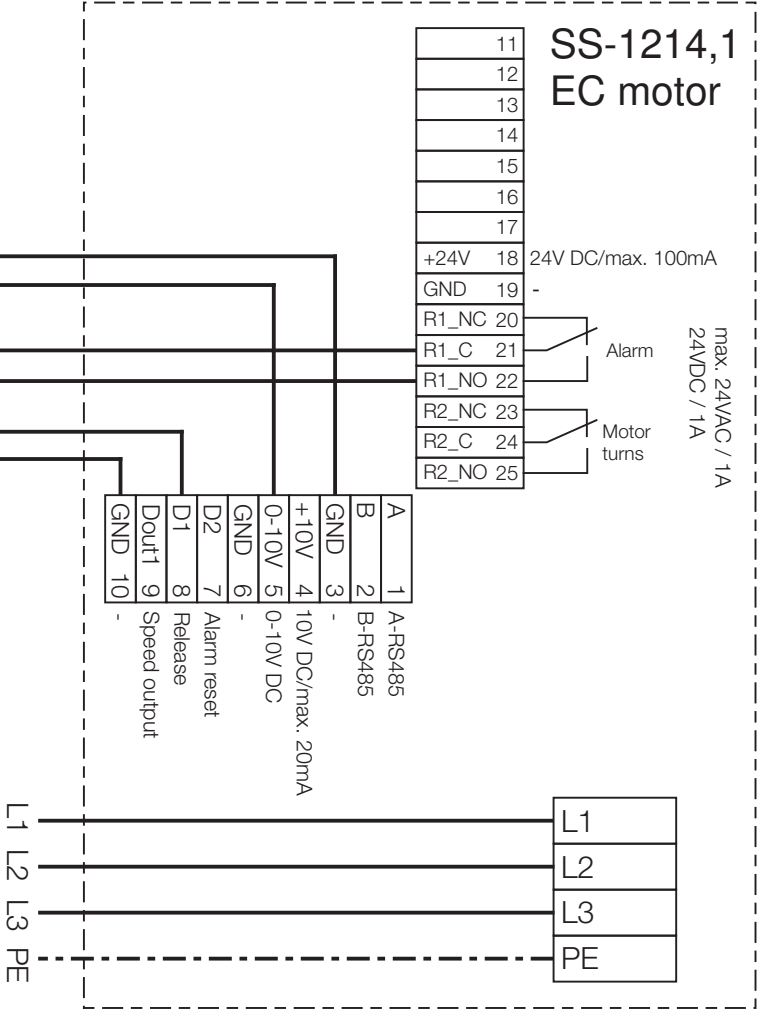 SS-1214,1
EC motor
11
12
13
14
15
16
17
+24V 18 24V DC/max. 100mA
GND 19 -
R1_NC 20
R1_C 21
R1_NO 22
Alarm
R2_NC 23
R2_C 24
R2_NO 25
Motor
turns
max. 24VAC / 1A
24VDC / 1A
A 1 A-RS485
B 2 B-RS485
GND 3 -
+10V 4 10V DC/max. 20mA
0-10V 5 0-10V DC
GND 6 -
D2 7 Alarm reset
D1 8 Release
Dout1 9 Speed output
GND 10 -
L1 L1
L2 L2
L3 L3
PE PE